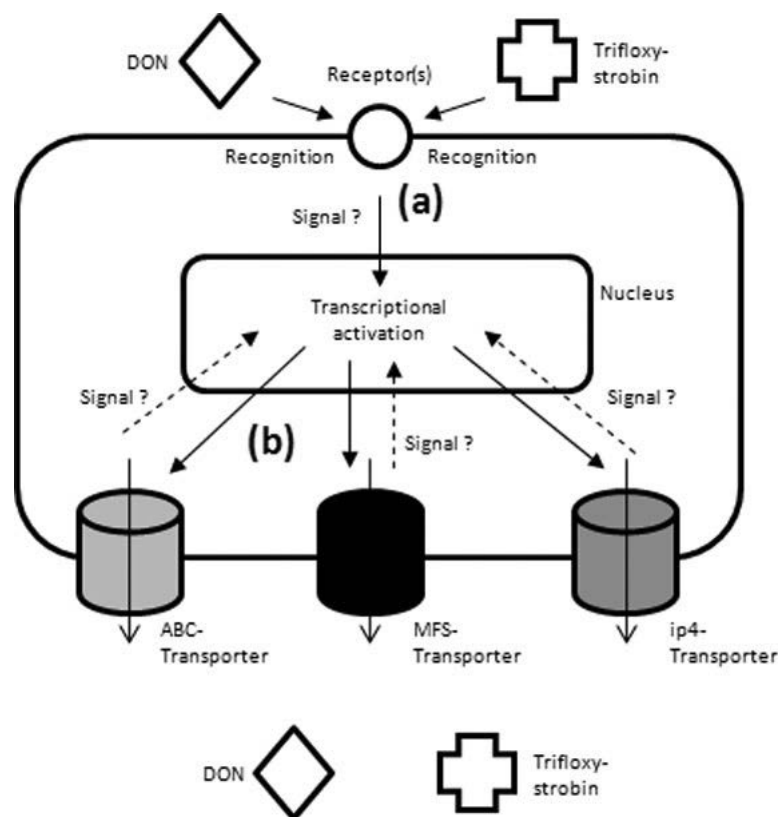 DON
Receptor(s)
Trifloxy-
strobin
Recognition
Recognition
(a)
Signal ?
Nucleus
Transcriptional
activation
Signal ?
Signal ?
(b)
Signal ?
ABC-
Transporter
MFS-
Transporter
ip4-
Transporter
DON
Trifloxy-
strobin